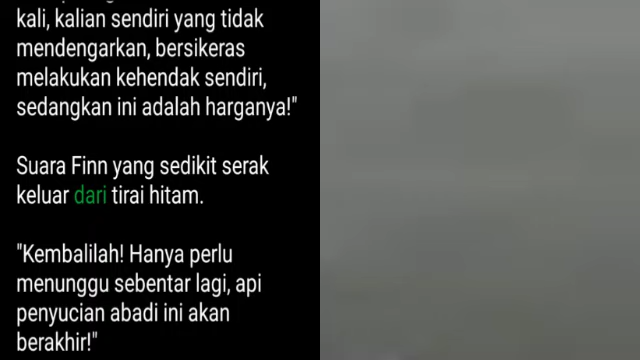 kali, kalian sendiri yang tidak
mendengarkan, bersikeras
melakukan kehendak sendiri,
sedangkan ini adalah harganya!"
Suara Finn yang sedikit serak
keluar dari tirai hitam.
"Kembalilah! Hanya perlu
menunggu sebentar lagi, api
penyucian abadi ini akan
berakhir!"